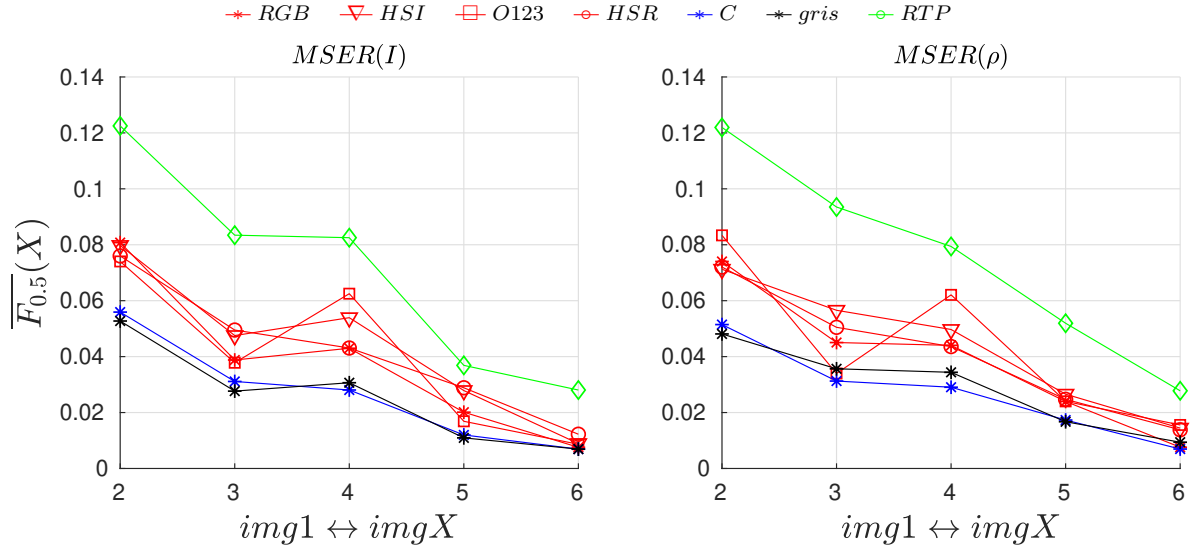 RGB HSI O123 HSR C gris RTP
MSER(I)
MSER(ρ)
0.14
0.12
0.1
0.08
0.06
0.04
0.02
0
2 3 4 5 6
img1 ↔ imgX
F0.5(X)
0.14
0.12
0.1
0.08
0.06
0.04
0.02
0
2 3 4 5 6
img1 ↔ imgX